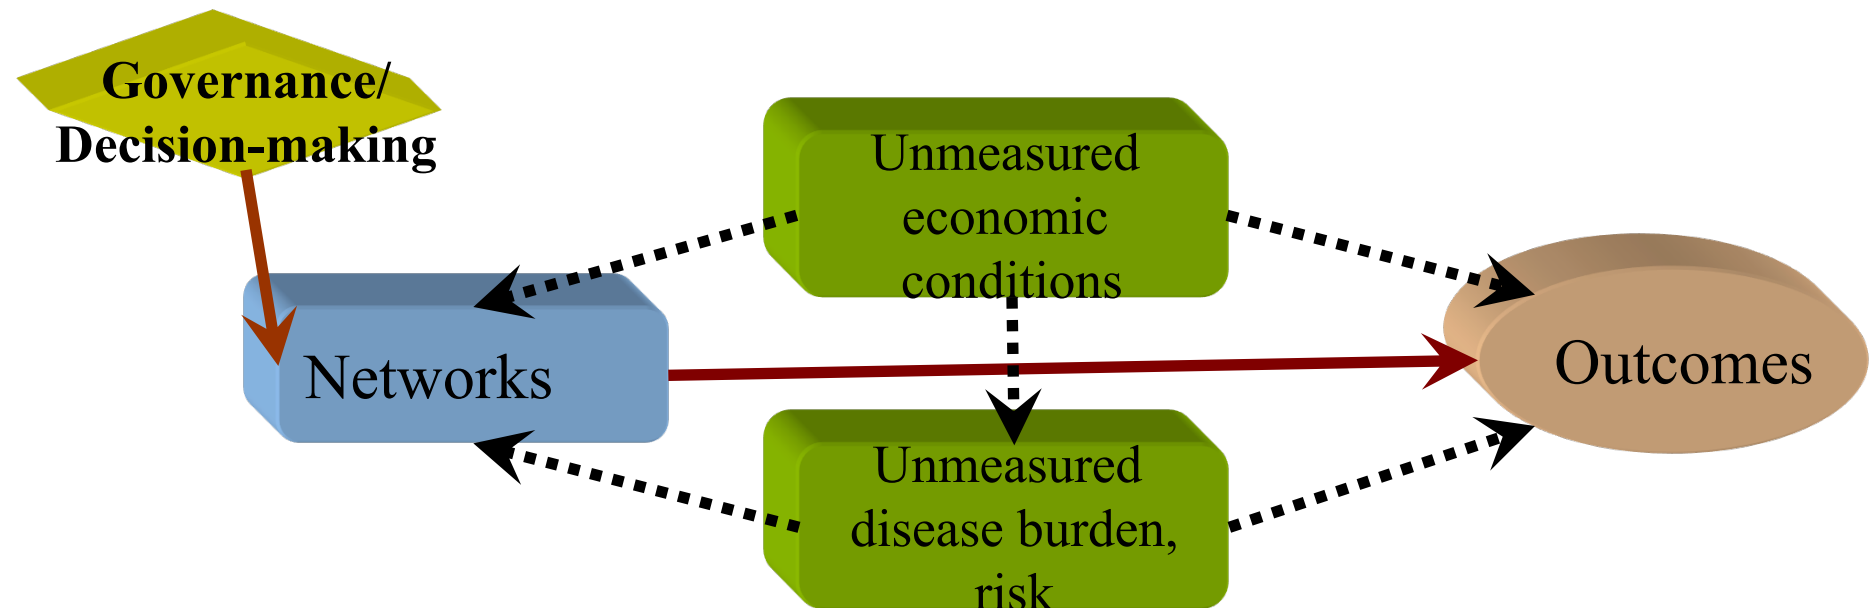 Governance/
Decision-making
Unmeasured
economic
conditions
Networks
Outcomes
Unmeasured
disease burden,
risk